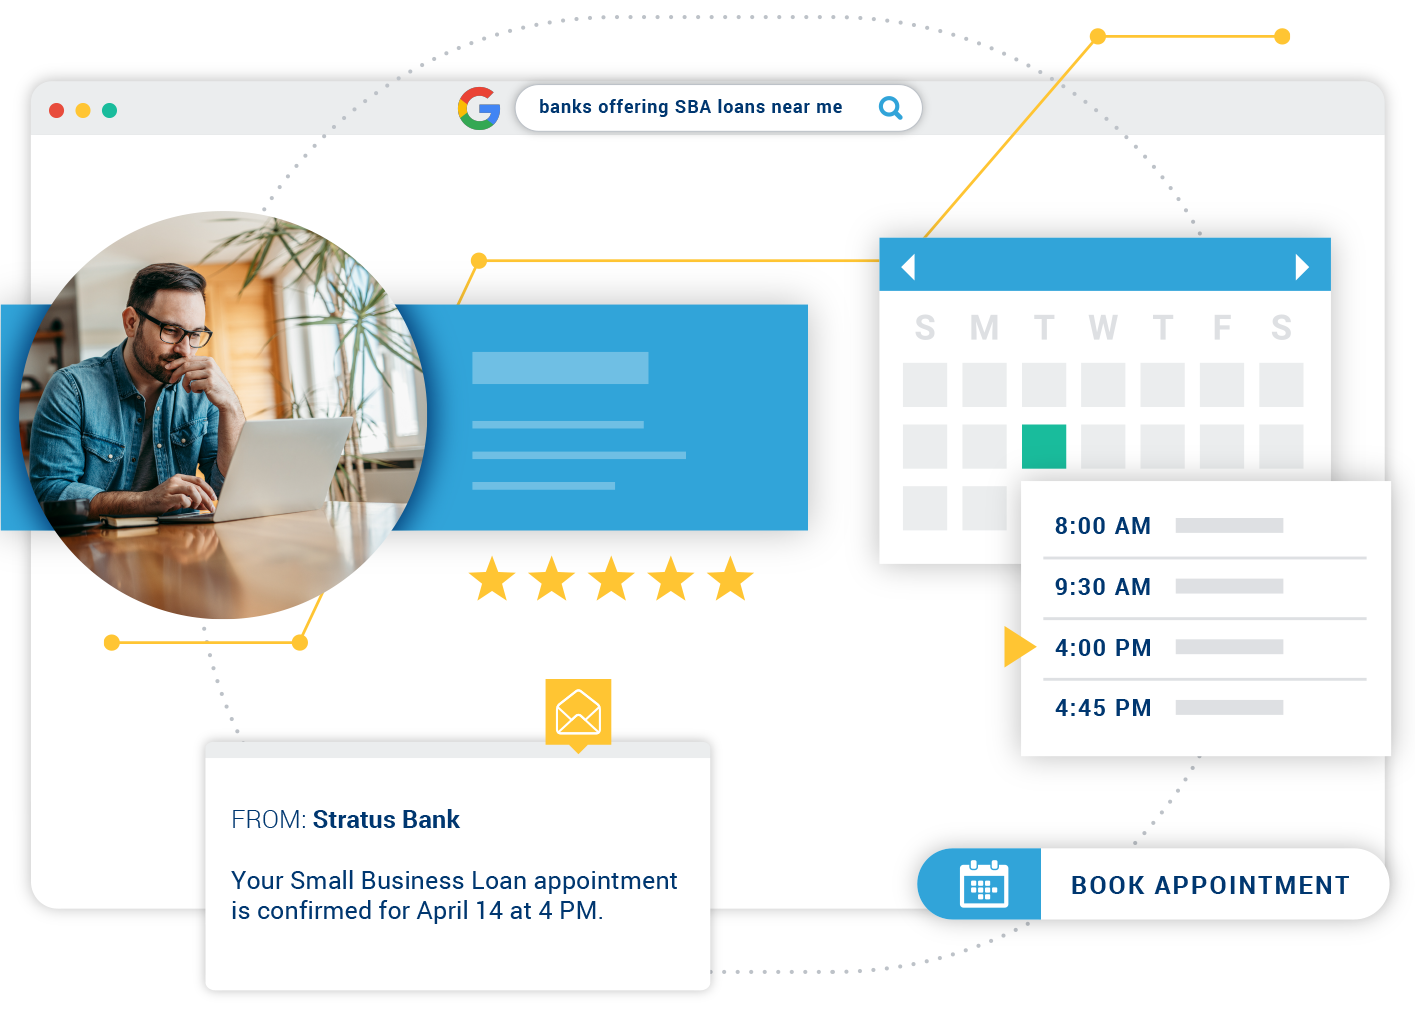 banks offering SBA loans near me
S M T W T F S
8:00 AM
9:30 AM
4:00 PM
4:45 PM
FROM: Stratus Bank
Your Small Business Loan appointment
is confirmed for April 14 at 4 PM.
BOOK APPOINTMENT